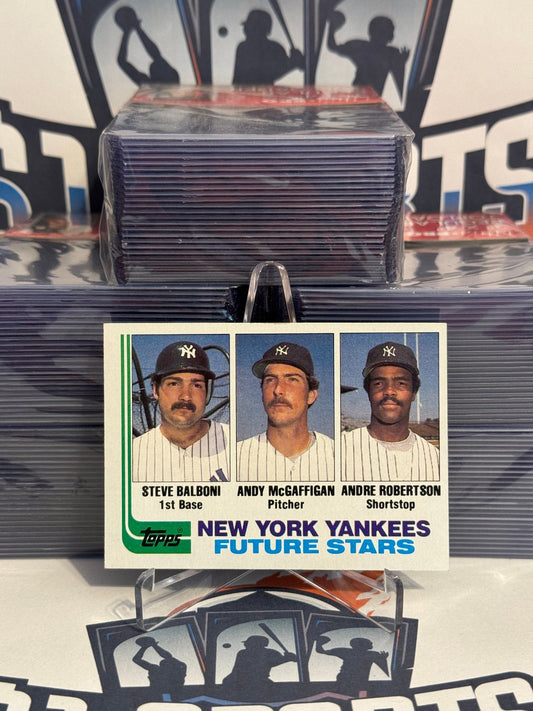 STEVE BALBONI
1st Base
ANDY McGAFFIGAN
Pitcher
ANDRE ROBERTSON
Shortstop
Topps
NEW YORK YANKEES
FUTURE STARS